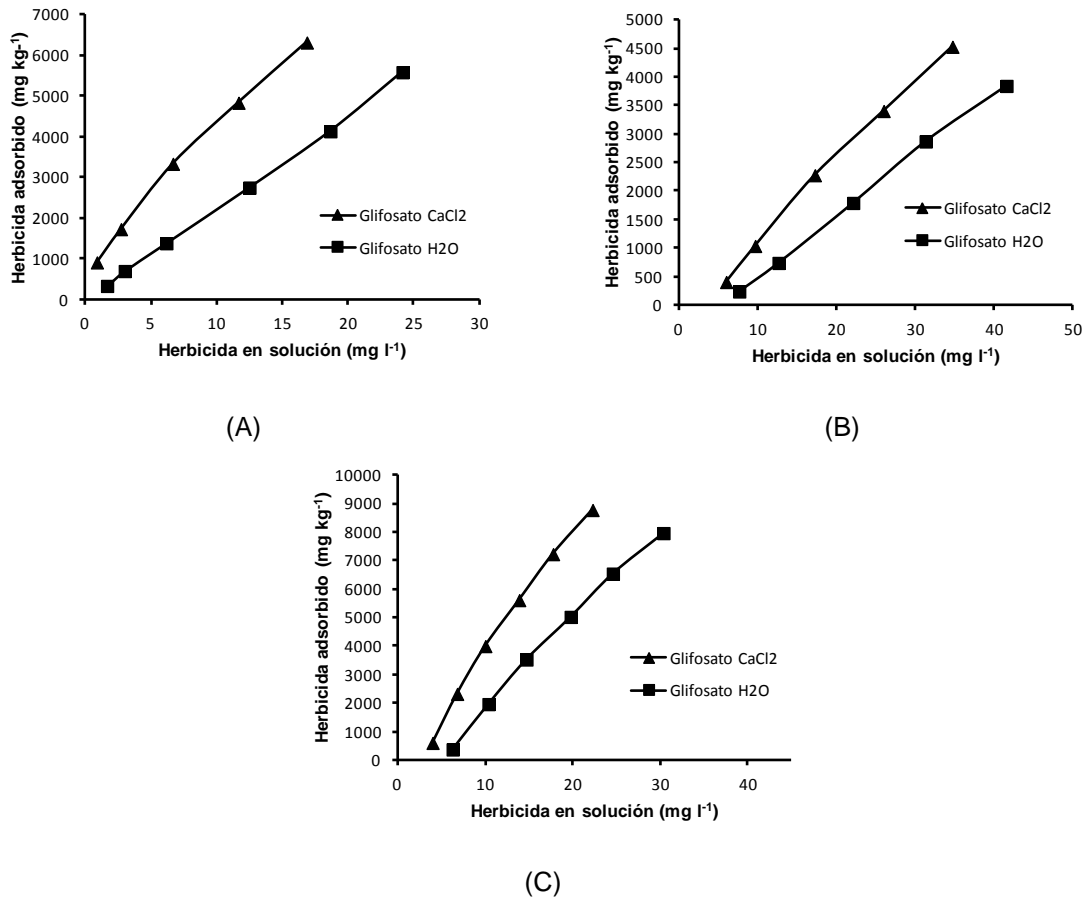 7000
6000
5000
4000
3000
2000
1000
0
Herbicida adsorbido (mg kg-1)
Glifosato CaCl2
Glifosato H2O
0 5 10 15 20 25 30
Herbicida en solución (mg l-1)
(A)
5000
4500
4000
3500
3000
2500
2000
1500
1000
500
0
Herbicida adsorbido (mg kg-1)
Glifosato CaCl2
Glifosato H2O
0 10 20 30 40 50
Herbicida en solución (mg l-1)
(B)
10000
9000
8000
7000
6000
5000
4000
3000
2000
1000
0
Herbicida adsorbido (mg kg-1)
Glifosato CaCl2
Glifosato H2O
0 10 20 30 40
Herbicida en solución (mg l-1)
(C)